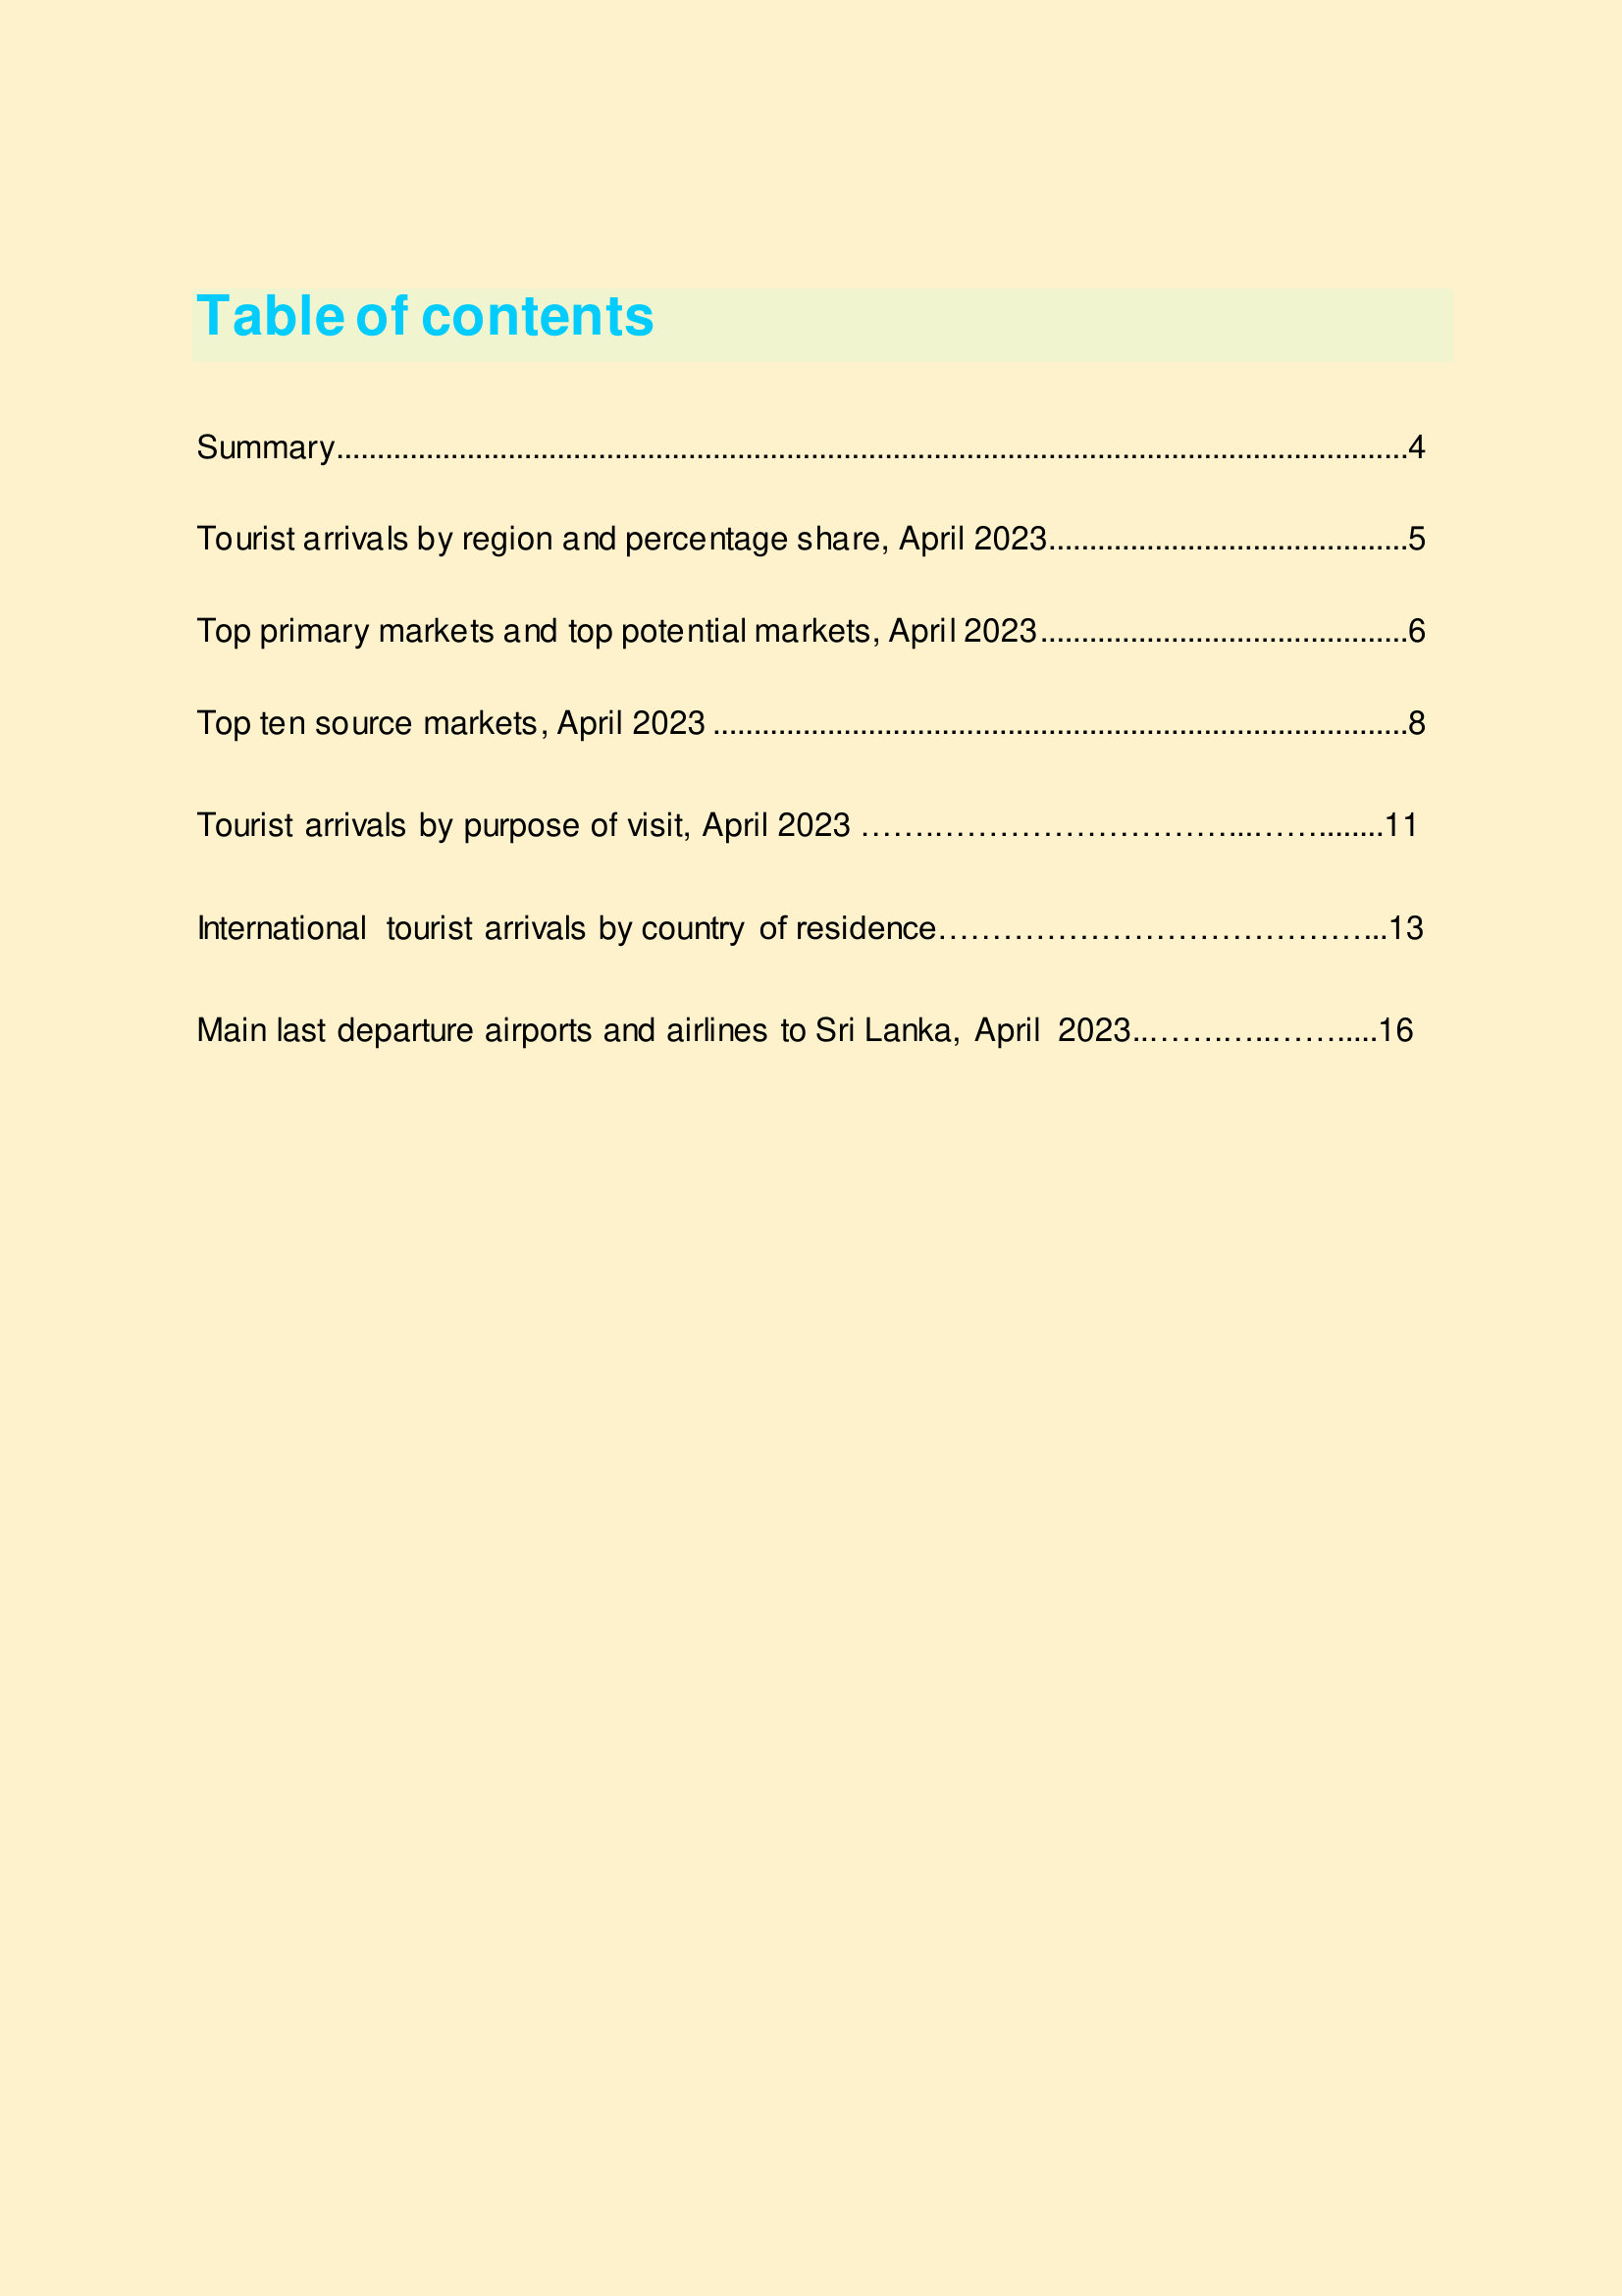 Table of contents
Summary....................................................................................................................................4
Tourist arrivals by region and percentage share, April 2023............................................5
Top primary markets and top potential markets, April 2023.............................................6
Top ten source markets, April 2023 .....................................................................................8
Tourist arrivals by purpose of visit, April 2023 …….…………………………...……........11
International tourist arrivals by country of residence…………………………………...13
Main last departure airports and airlines to Sri Lanka, April 2023..…….…..…….....16